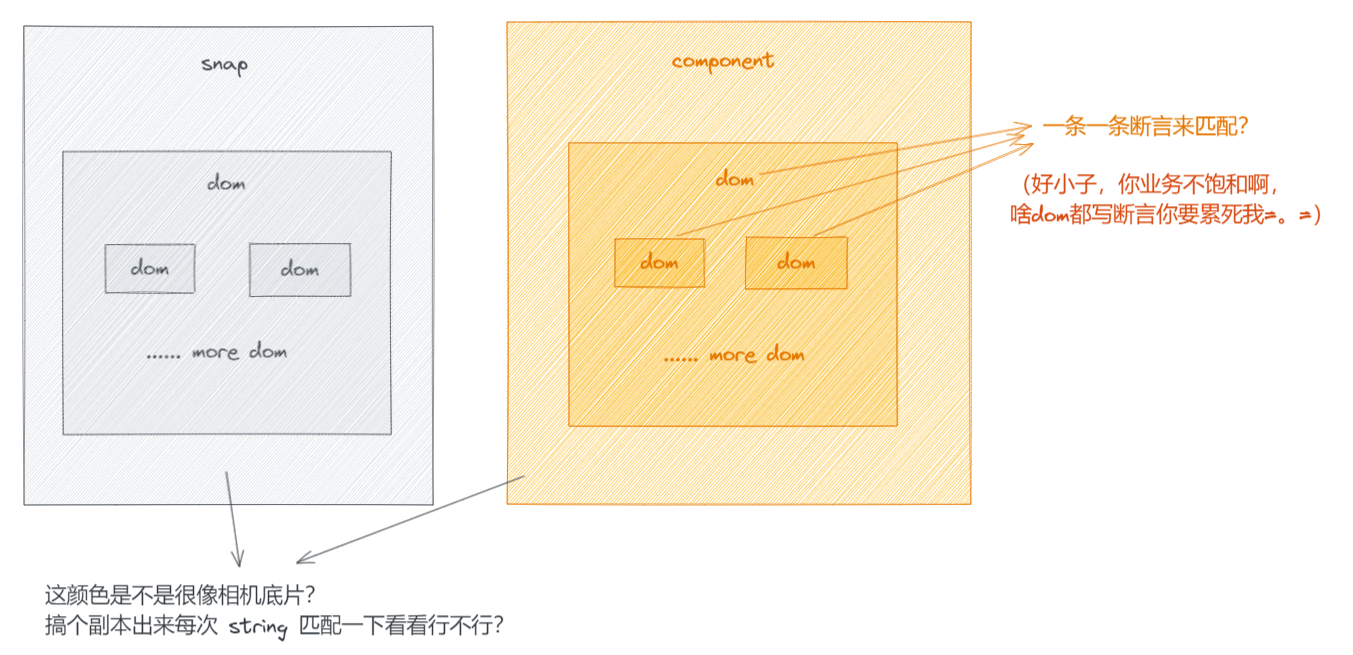 snap
dom
dom
dom
...... more dom
component
dom
dom
dom
...... more dom
一条一条断言来匹配?
（好小子，你业务不饱和啊，
啥dom都写断言你要累死我=。=）
这颜色是不是很像相机底片?
搞个副本出来每次 string 匹配一下看看行不行?